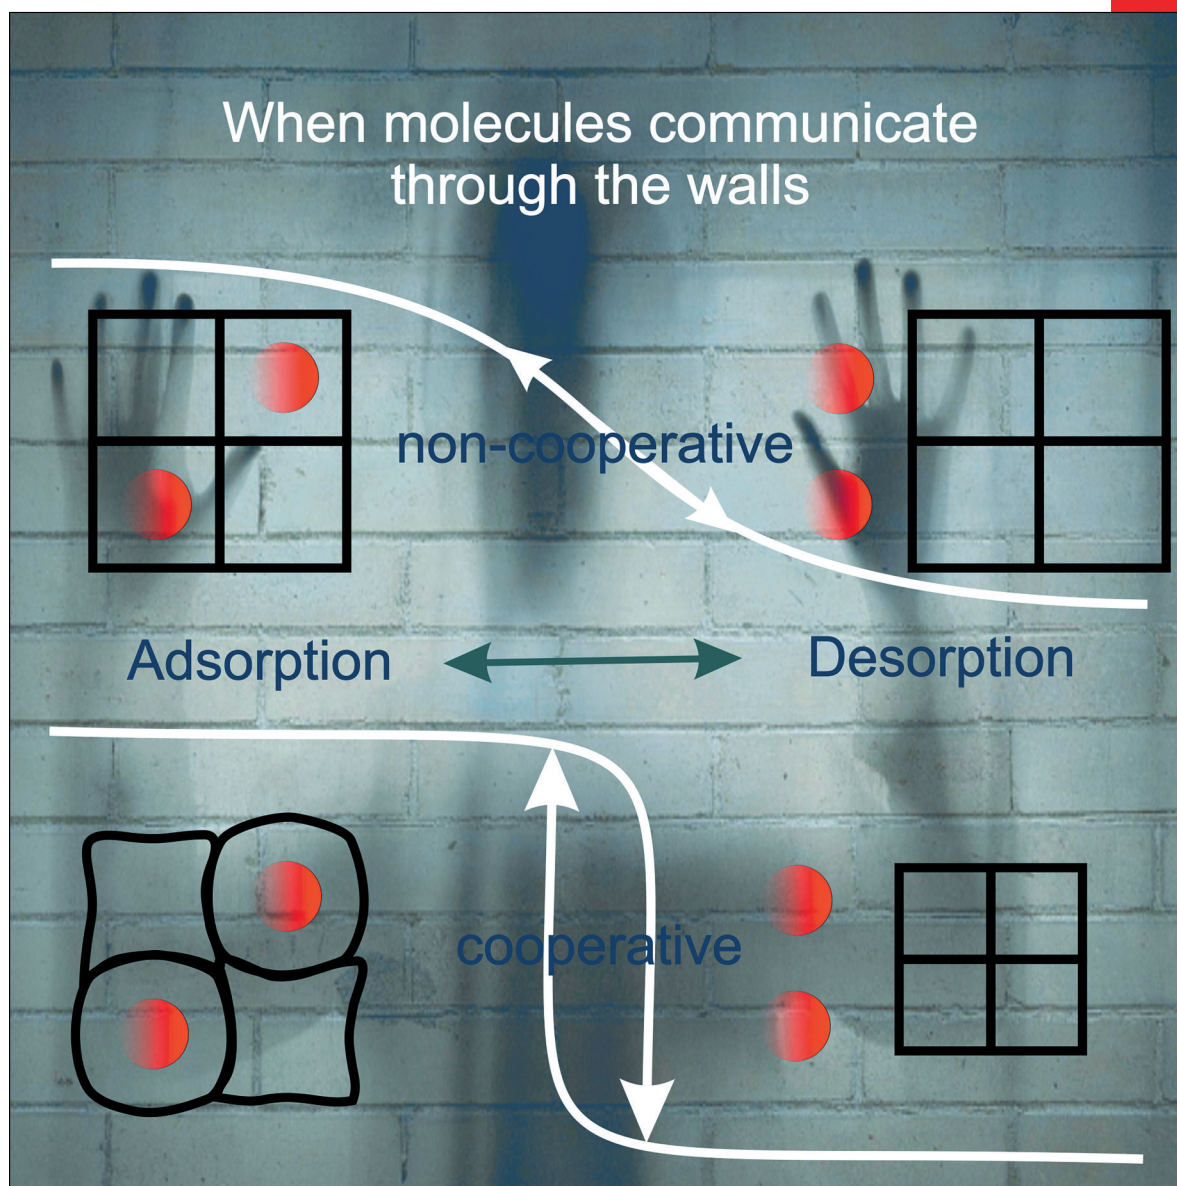 When molecules communicate
through the walls
non-cooperative
Adsorption
Desorption
cooperative